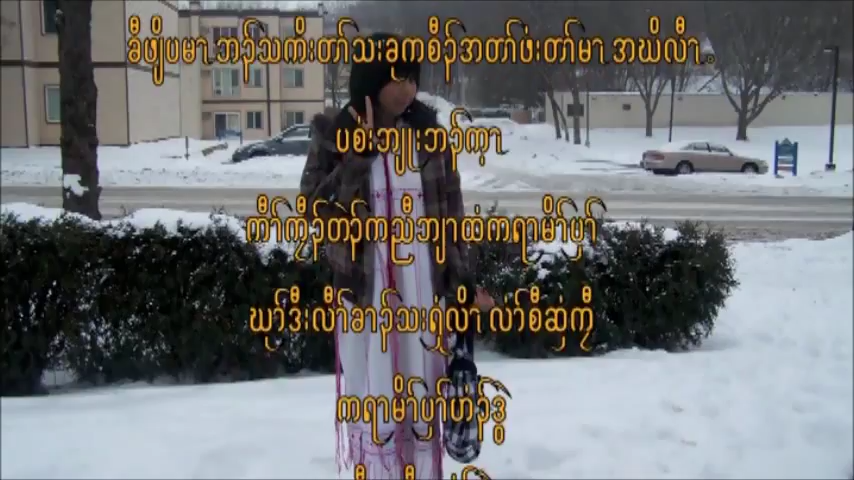 ခီဖျိပမၤဘၣ်သကိးတၢ်သးခုကစီၣ်အတၢ်ဖံးတၢ်မၤအဃိလီၤ.
ပစံးဘျုးဘၣ်က့ၤ
ကီၢ်ကၠီၣ်တဲၣ်ကညီဘျၢထံကရၢမိၢ်ပှၢ်
ဃုာ်ဒီးလီၢ်ခၢၣ်သးရှဲလိၤ လံာ်စီဆှံကၠိ
ကရၢမိၢ်ပှၢ်ဟံၣ်ဒွဲ